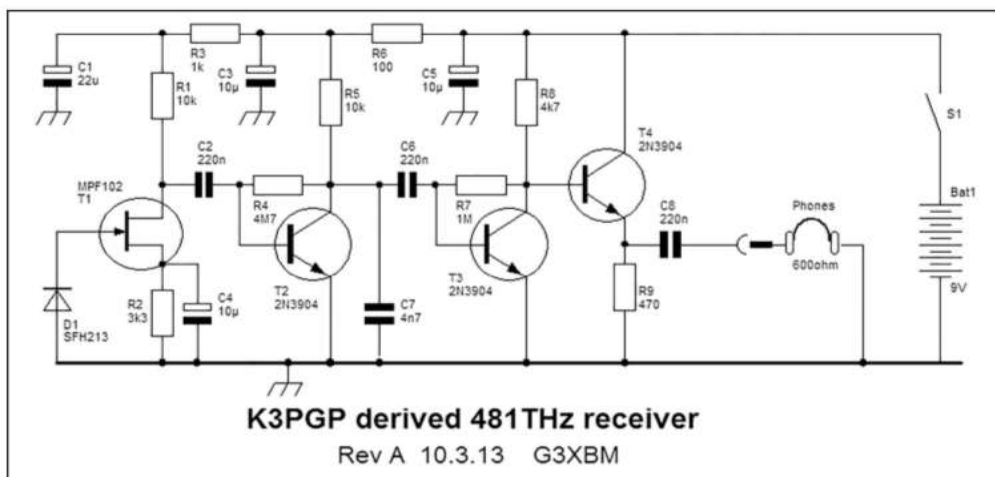 C1
22u
R3
1k
R1
10k
C3
10µ
R5
10k
R6
100
C5
10µ
R8
4k7
T4
2N3904
S1
MPF102
T1
C2
220n
R4
4M7
C6
220n
R7
1M
C8
220n
Phones
600ohm
Bat1
9V
D1
SFH213
R2
3k3
C4
10µ
T2
2N3904
C7
4n7
T3
2N3904
R9
470
K3PGP derived 481THz receiver
Rev A 10.3.13 G3XBM